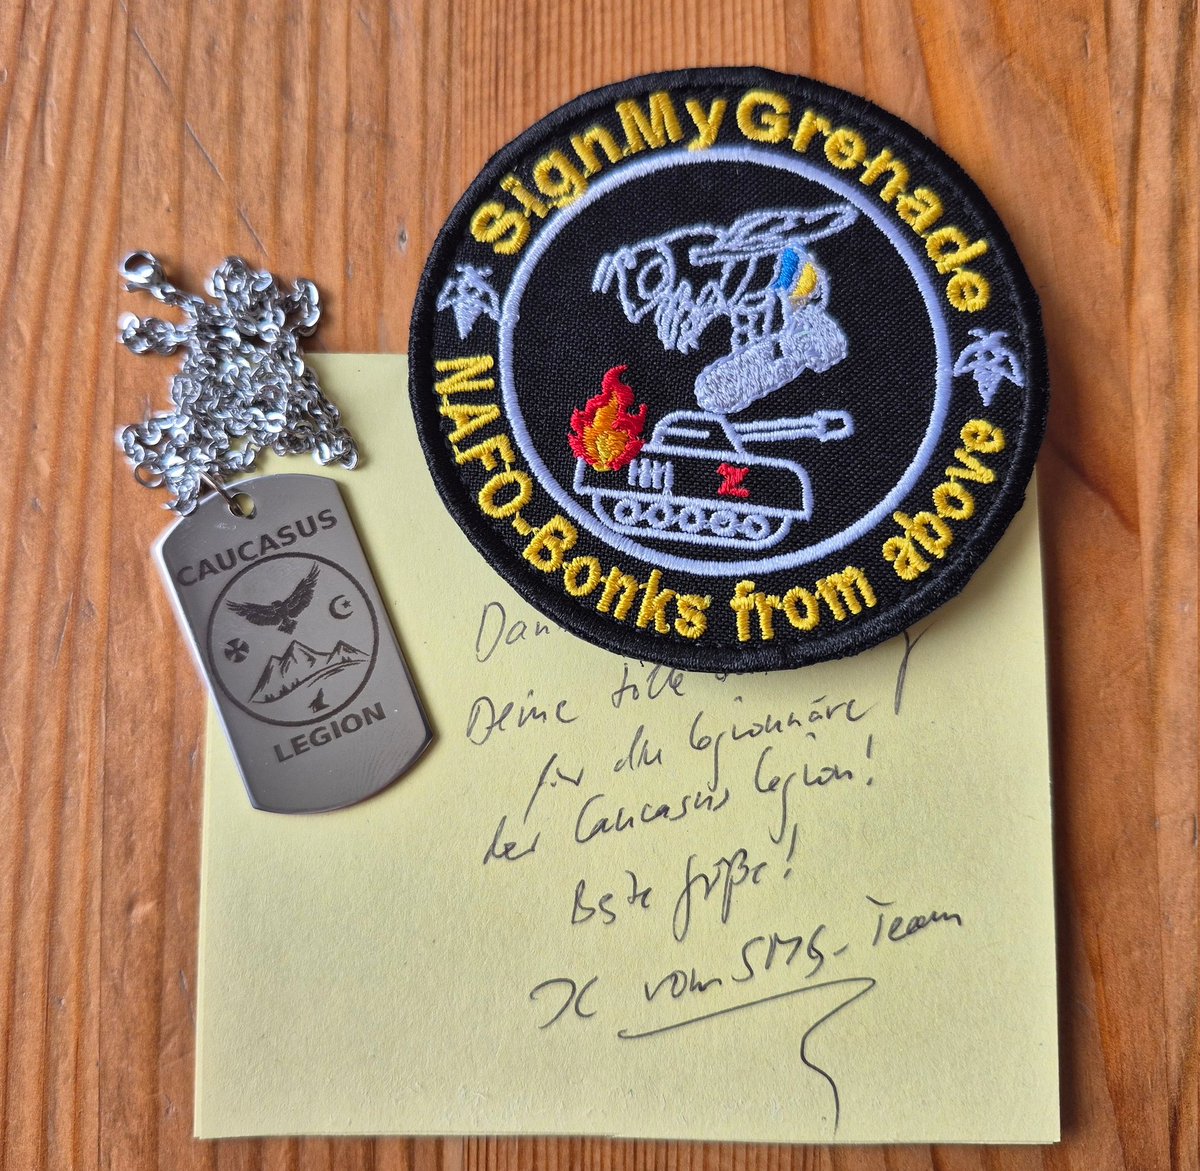 SignMyGrenade
NAFO-Bonks from above
Z
CAUCASUS
LEGION
Deine tolle
für die Legionäre
der Caucasus Legion!
Beste Grüße!
vom SMG-Team